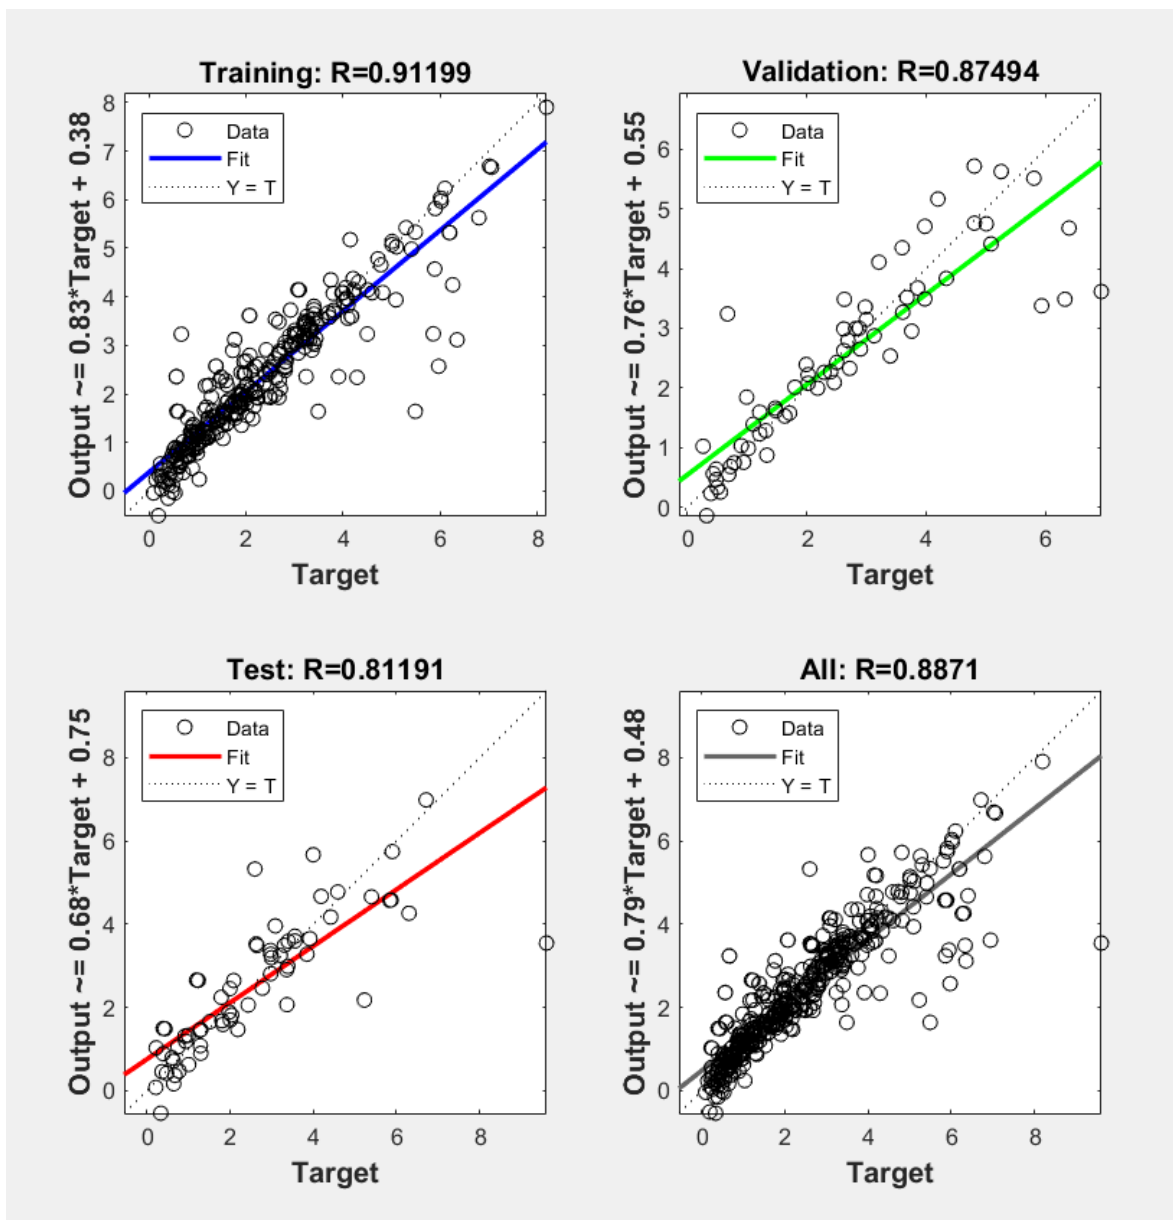 Training: R=0.91199
Output ~= 0.83*Target + 0.38
8
7
6
5
4
3
2
1
0
Data
Fit
Y = T
0 2 4 6 8
Target
Validation: R=0.87494
Output ~= 0.76*Target + 0.55
6
5
4
3
2
1
0
Data
Fit
Y = T
0 2 4 6
Target
Test: R=0.81191
Output ~= 0.68*Target + 0.75
8
6
4
2
0
Data
Fit
Y = T
0 2 4 6 8
Target
All: R=0.8871
Output ~= 0.79*Target + 0.48
8
6
4
2
0
Data
Fit
Y = T
0 2 4 6 8
Target